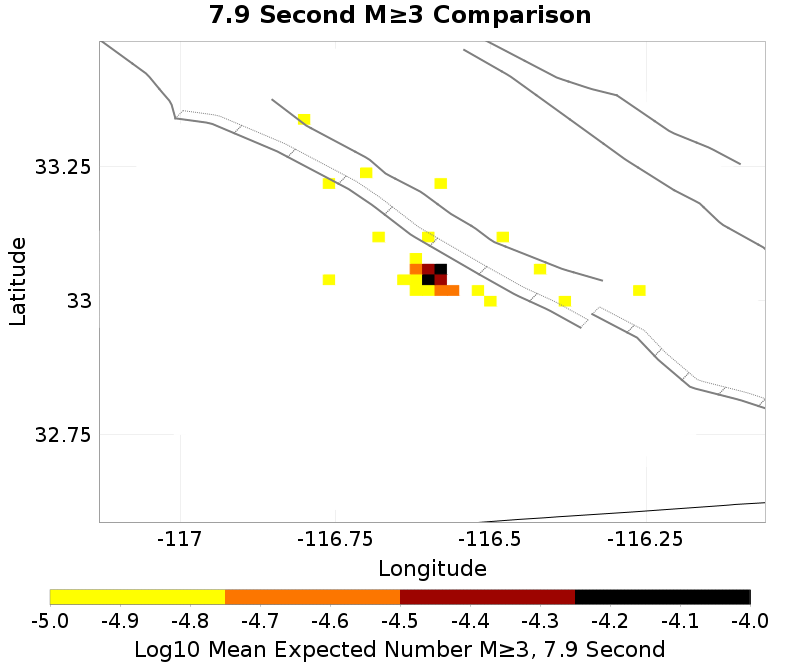 7.9 Second M≥3 Comparison
33.25
33
32.75
Latitude
-117 -116.75 -116.5 -116.25
Longitude
-5.0 -4.9 -4.8 -4.7 -4.6 -4.5 -4.4 -4.3 -4.2 -4.1 -4.0
Log10 Mean Expected Number M≥3, 7.9 Second